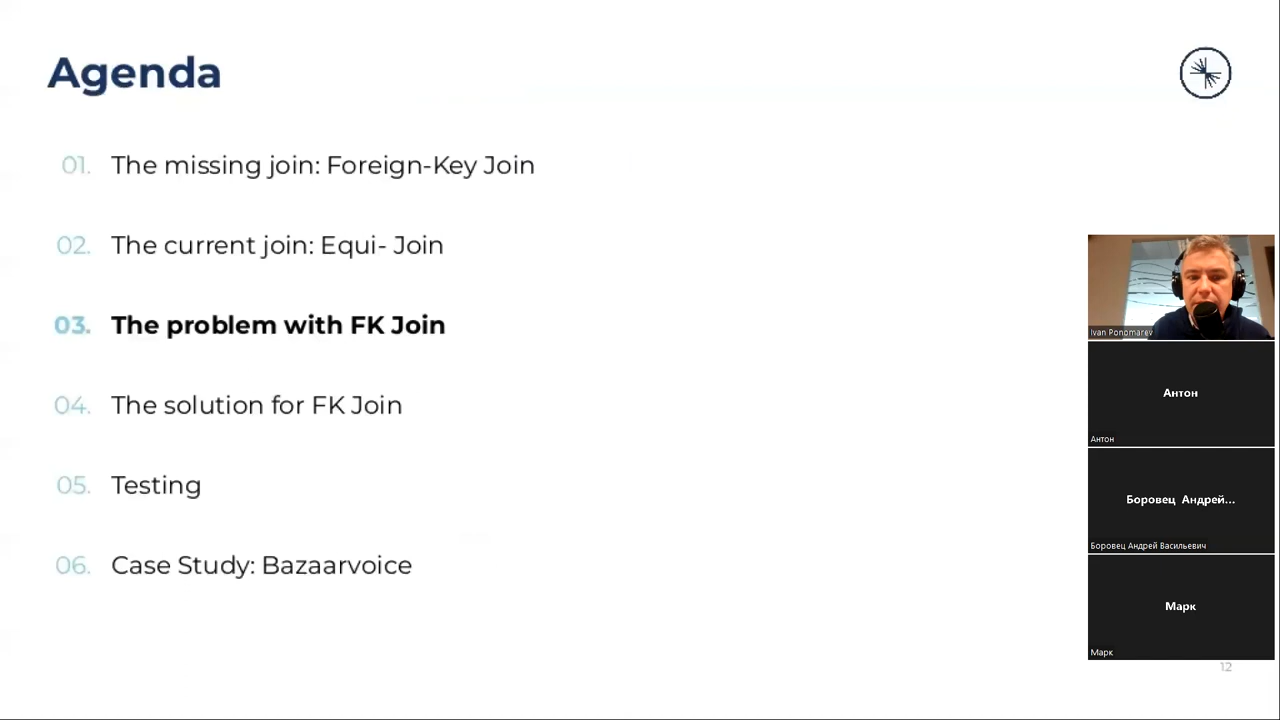 Agenda
01. The missing join: Foreign-Key Join
02. The current join: Equi- Join
03. The problem with FK Join
04. The solution for FK Join
05. Testing
06. Case Study: Bazaarvoice
Ivan Ponomarev
Антон
Антон
Боровец Андрей...
Боровец Андрей Васильевич
Марк
Марк
12